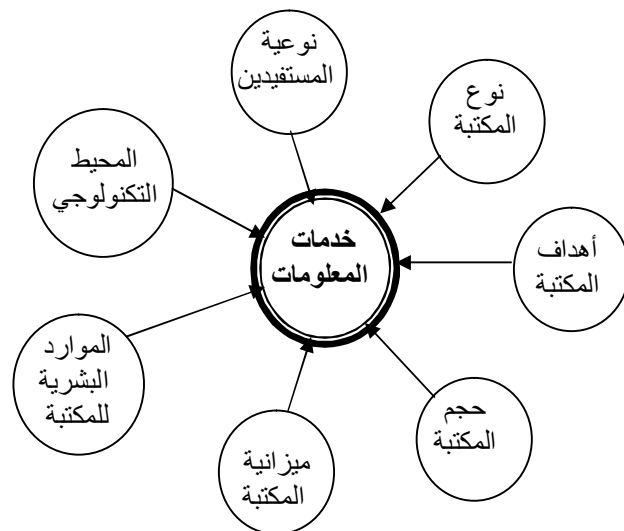 نوعية
المستفيدين
نوع
المكتبة
المحيط
التكنولوجي
خدمات
المعلومات
أهداف
المكتبة
الموارد
البشرية
للمكتبة
حجم
المكتبة
ميزانية
المكتبة